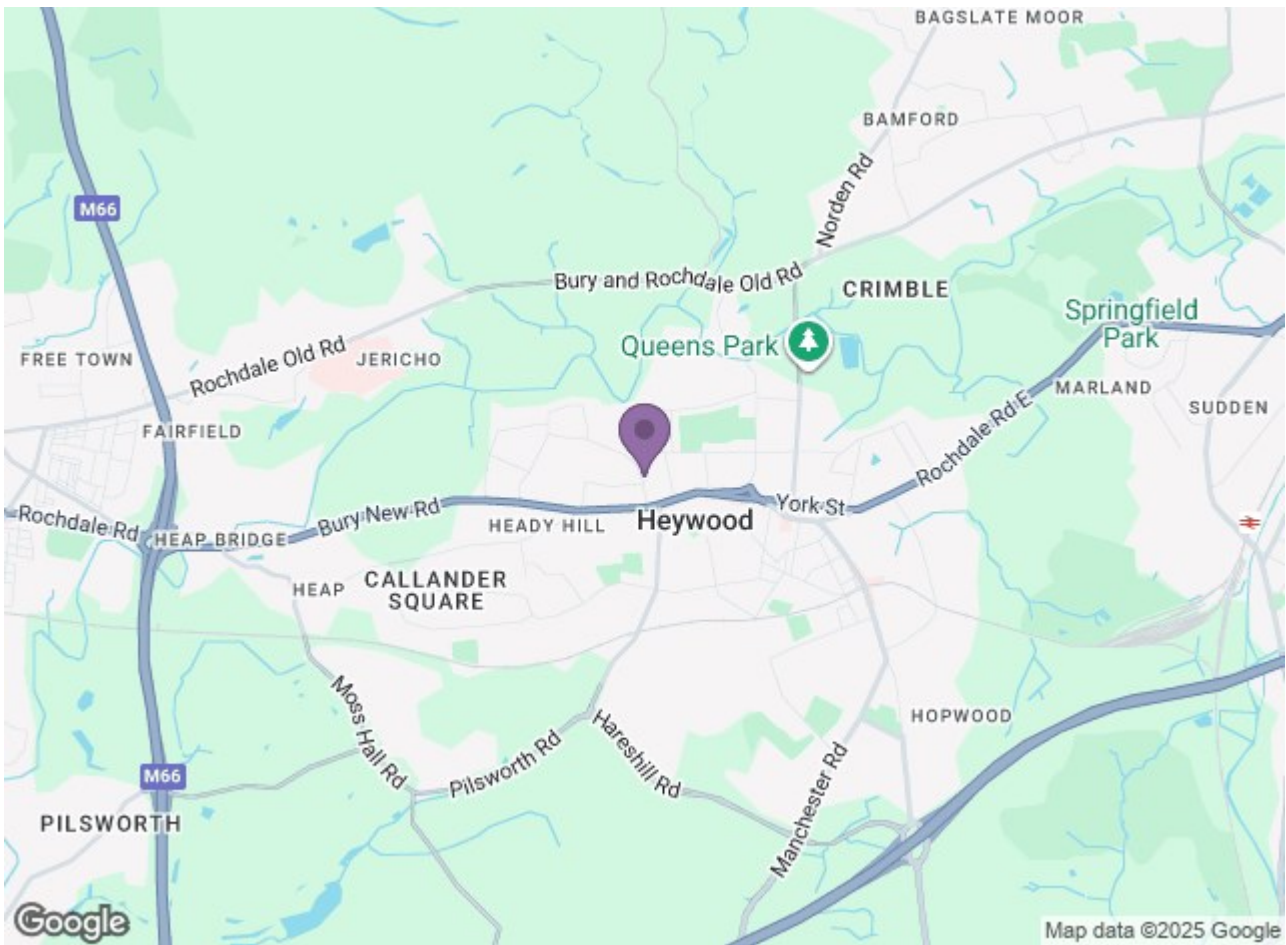 BAGSLATE MOOR
BAMFORD
Norden Rd
M66
Bury and Rochdale Old Rd
CRIMBLE
Springfield
Park
Queens Park
FREE TOWN
Rochdale Old Rd
JERICHO
MARLAND
SUDDEN
FAIRFIELD
Rochdale Rd E
Bury New Rd
York St
Rochdale Rd
HEAP BRIDGE
HEADY HILL
Heywood
HEAP
CALLANDER
SQUARE
Moss Hall Rd
Hareshill Rd
HOPWOOD
Pilsworth Rd
Manchester Rd
M66
PILSWORTH
Google
Map data ©2025 Google